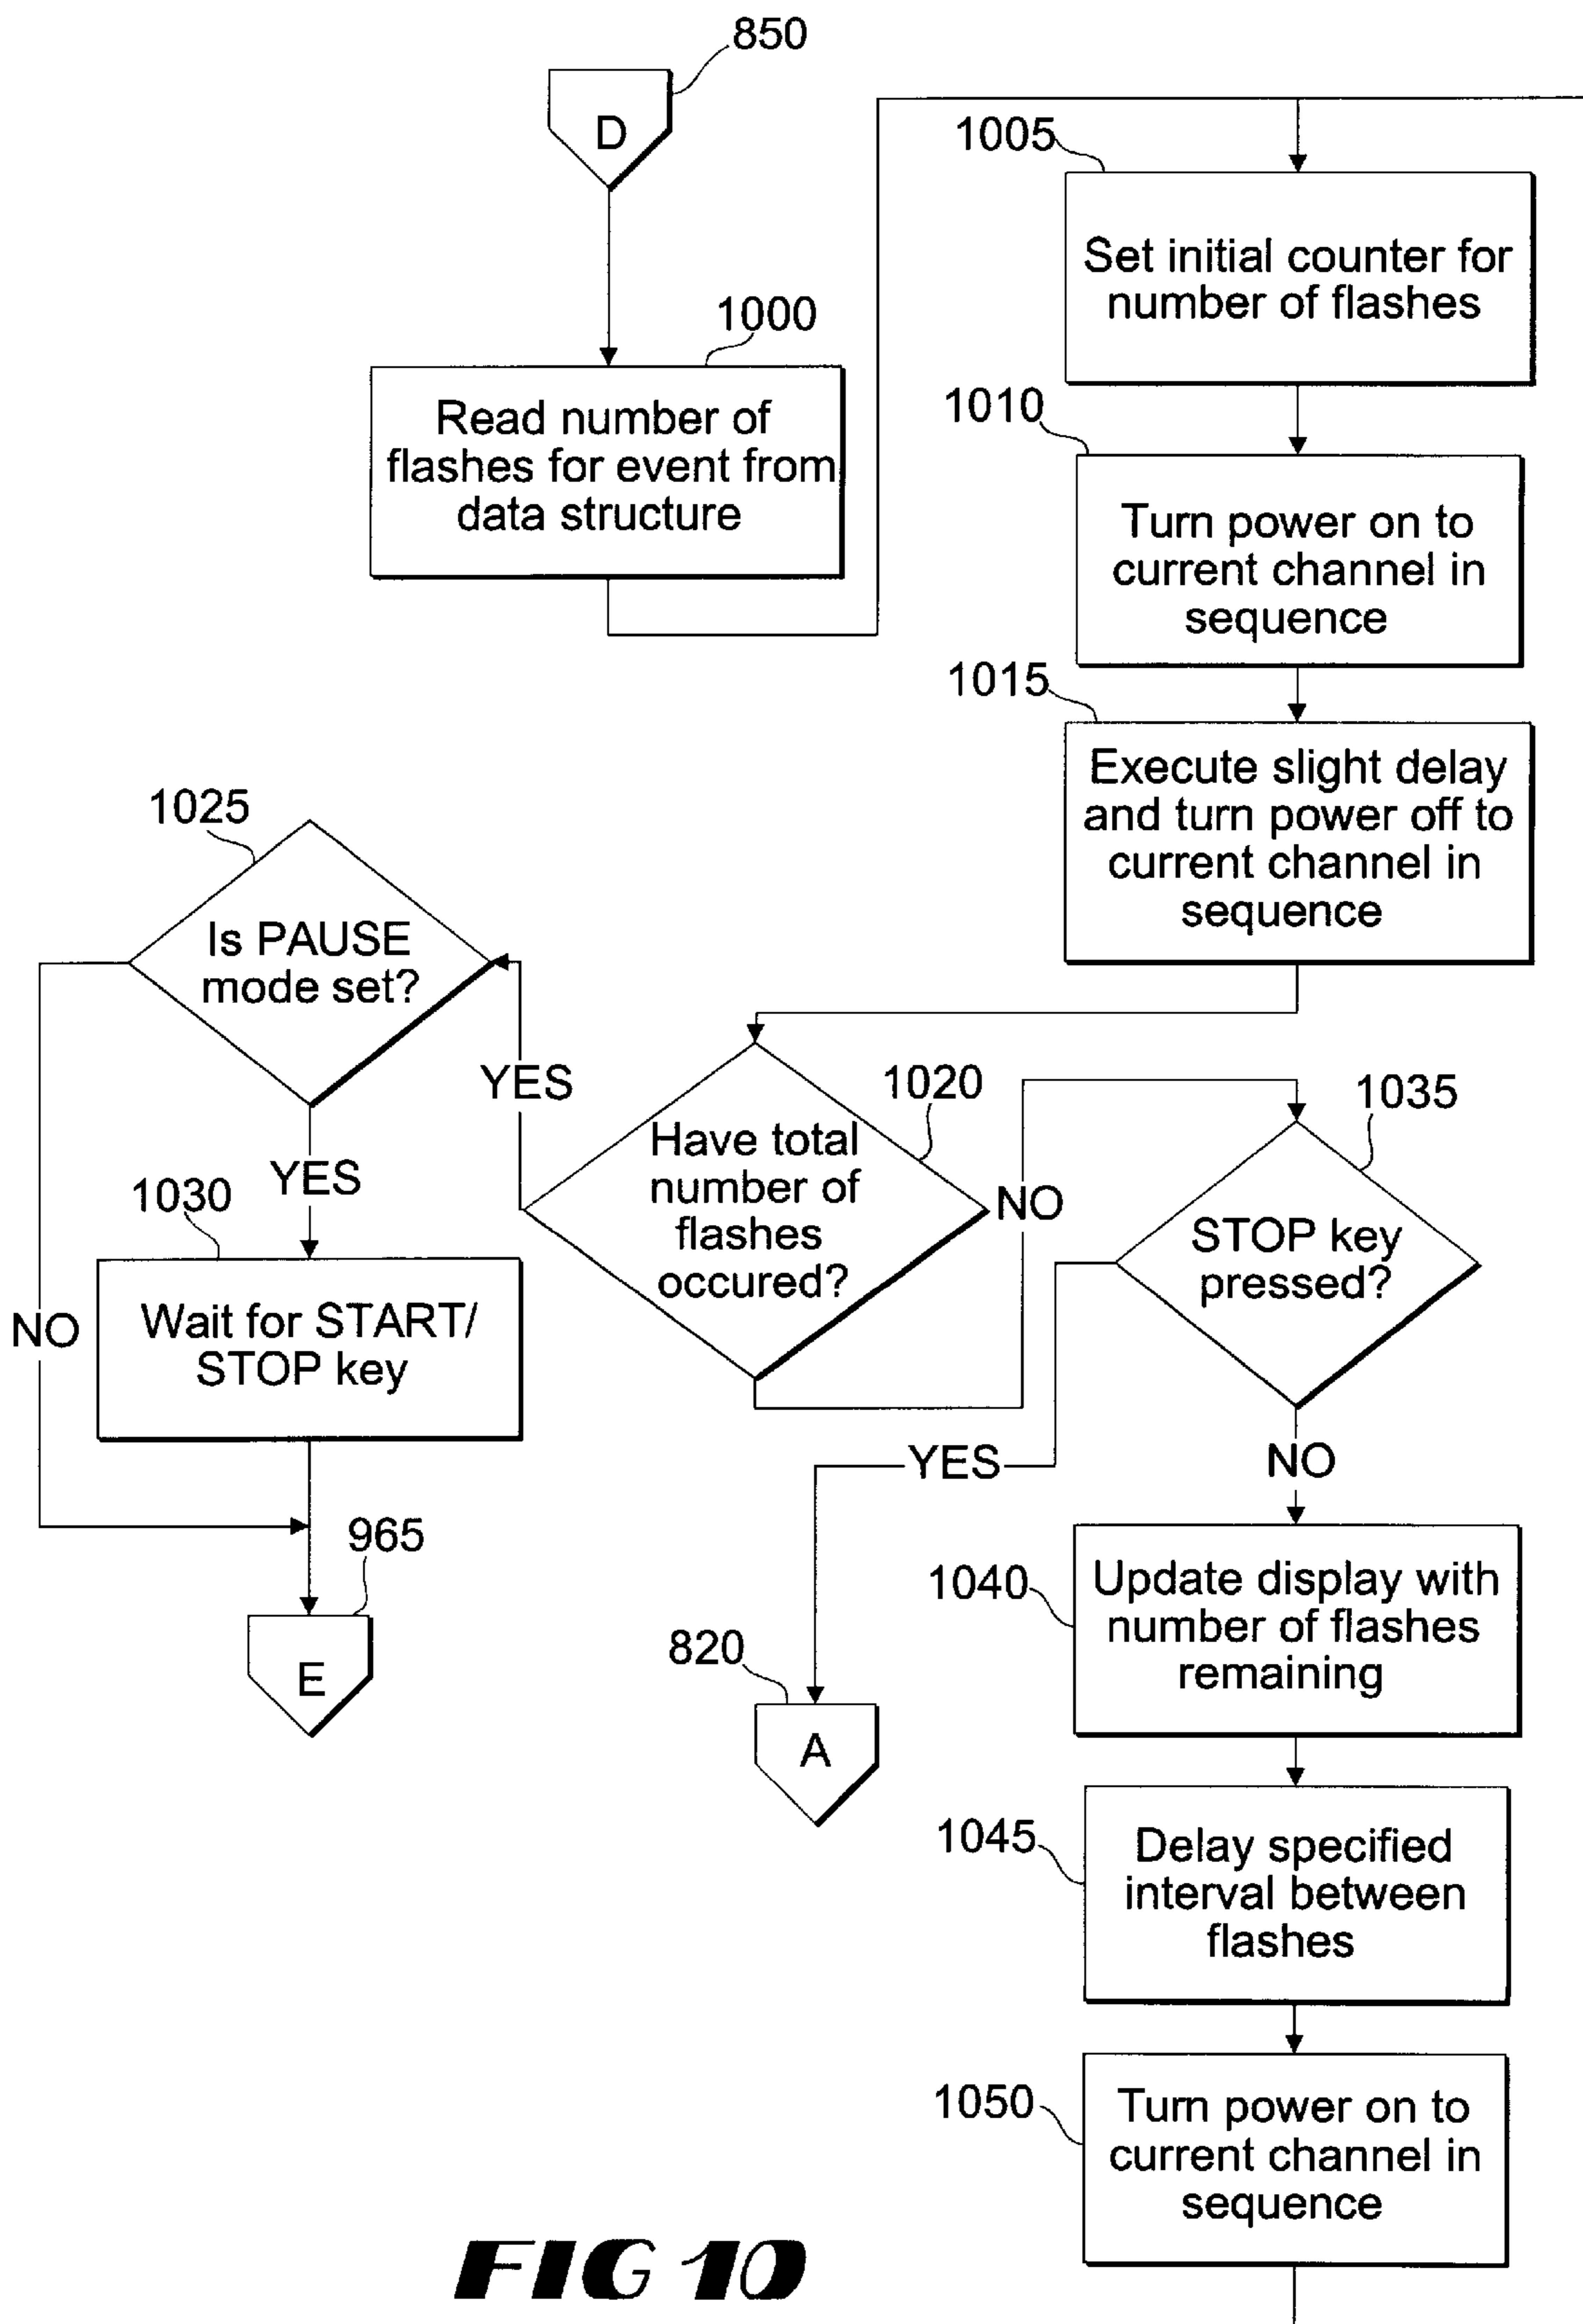 850
D
1000
Read number of
flashes for event from
data structure
1005
Set initial counter for
number of flashes
1010
Turn power on to
current channel in
sequence
1015
Execute slight delay
and turn power off to
current channel in
sequence
1020
Have total
number of
flashes
occured?
YES
NO
1025
Is PAUSE
mode set?
YES
NO
1030
Wait for START/
STOP key
965
E
1035
STOP key
pressed?
YES
NO
820
A
1040
Update display with
number of flashes
remaining
1045
Delay specified
interval between
flashes
1050
Turn power on to
current channel in
sequence
FIG 10